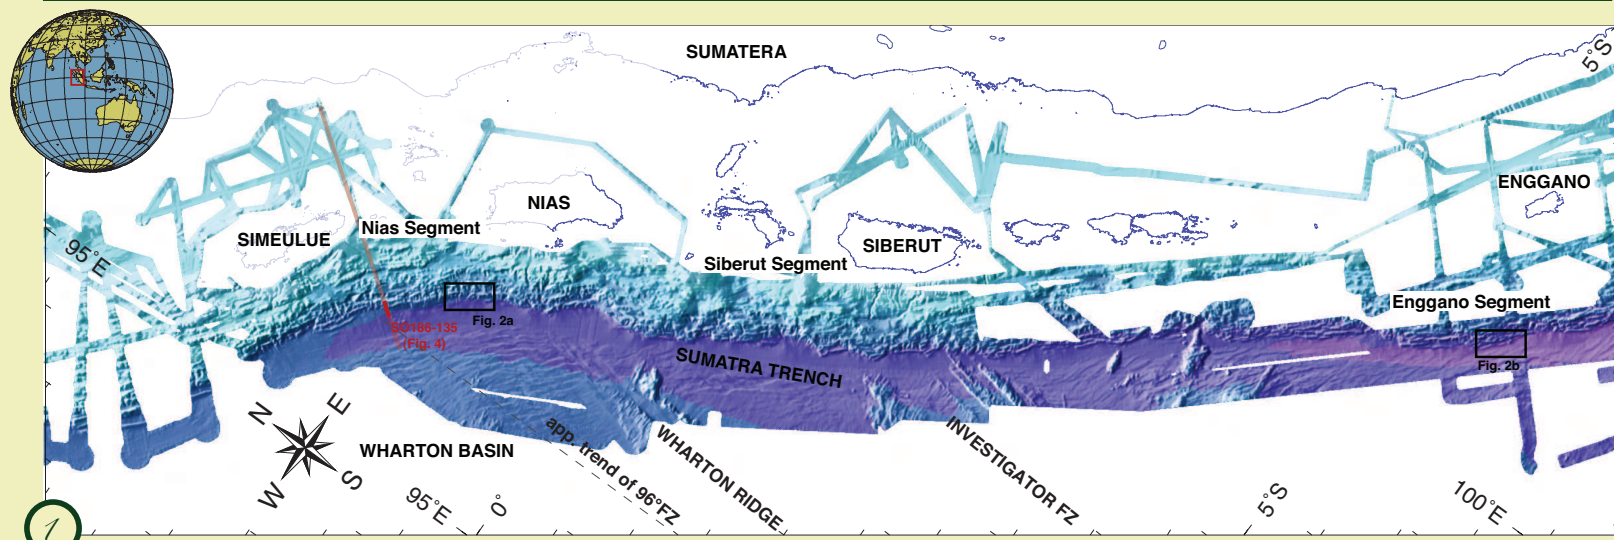 SUMATERA
5°S
ENGGANO
NIAS
Nias Segment
SIMEULUE
SIBERUT
95°E
Siburut Segment
Enggano Segment
Fig. 2a
SO186-135
(Fig. 4)
SUMATRA TRENCH
Fig. 2b
N
E
S
W
WHARTON BASIN
app. trend of 96°FZ
WHARTON RIDGE
INVESTIGATOR FZ
95°E
0°
5°S
100°E
1